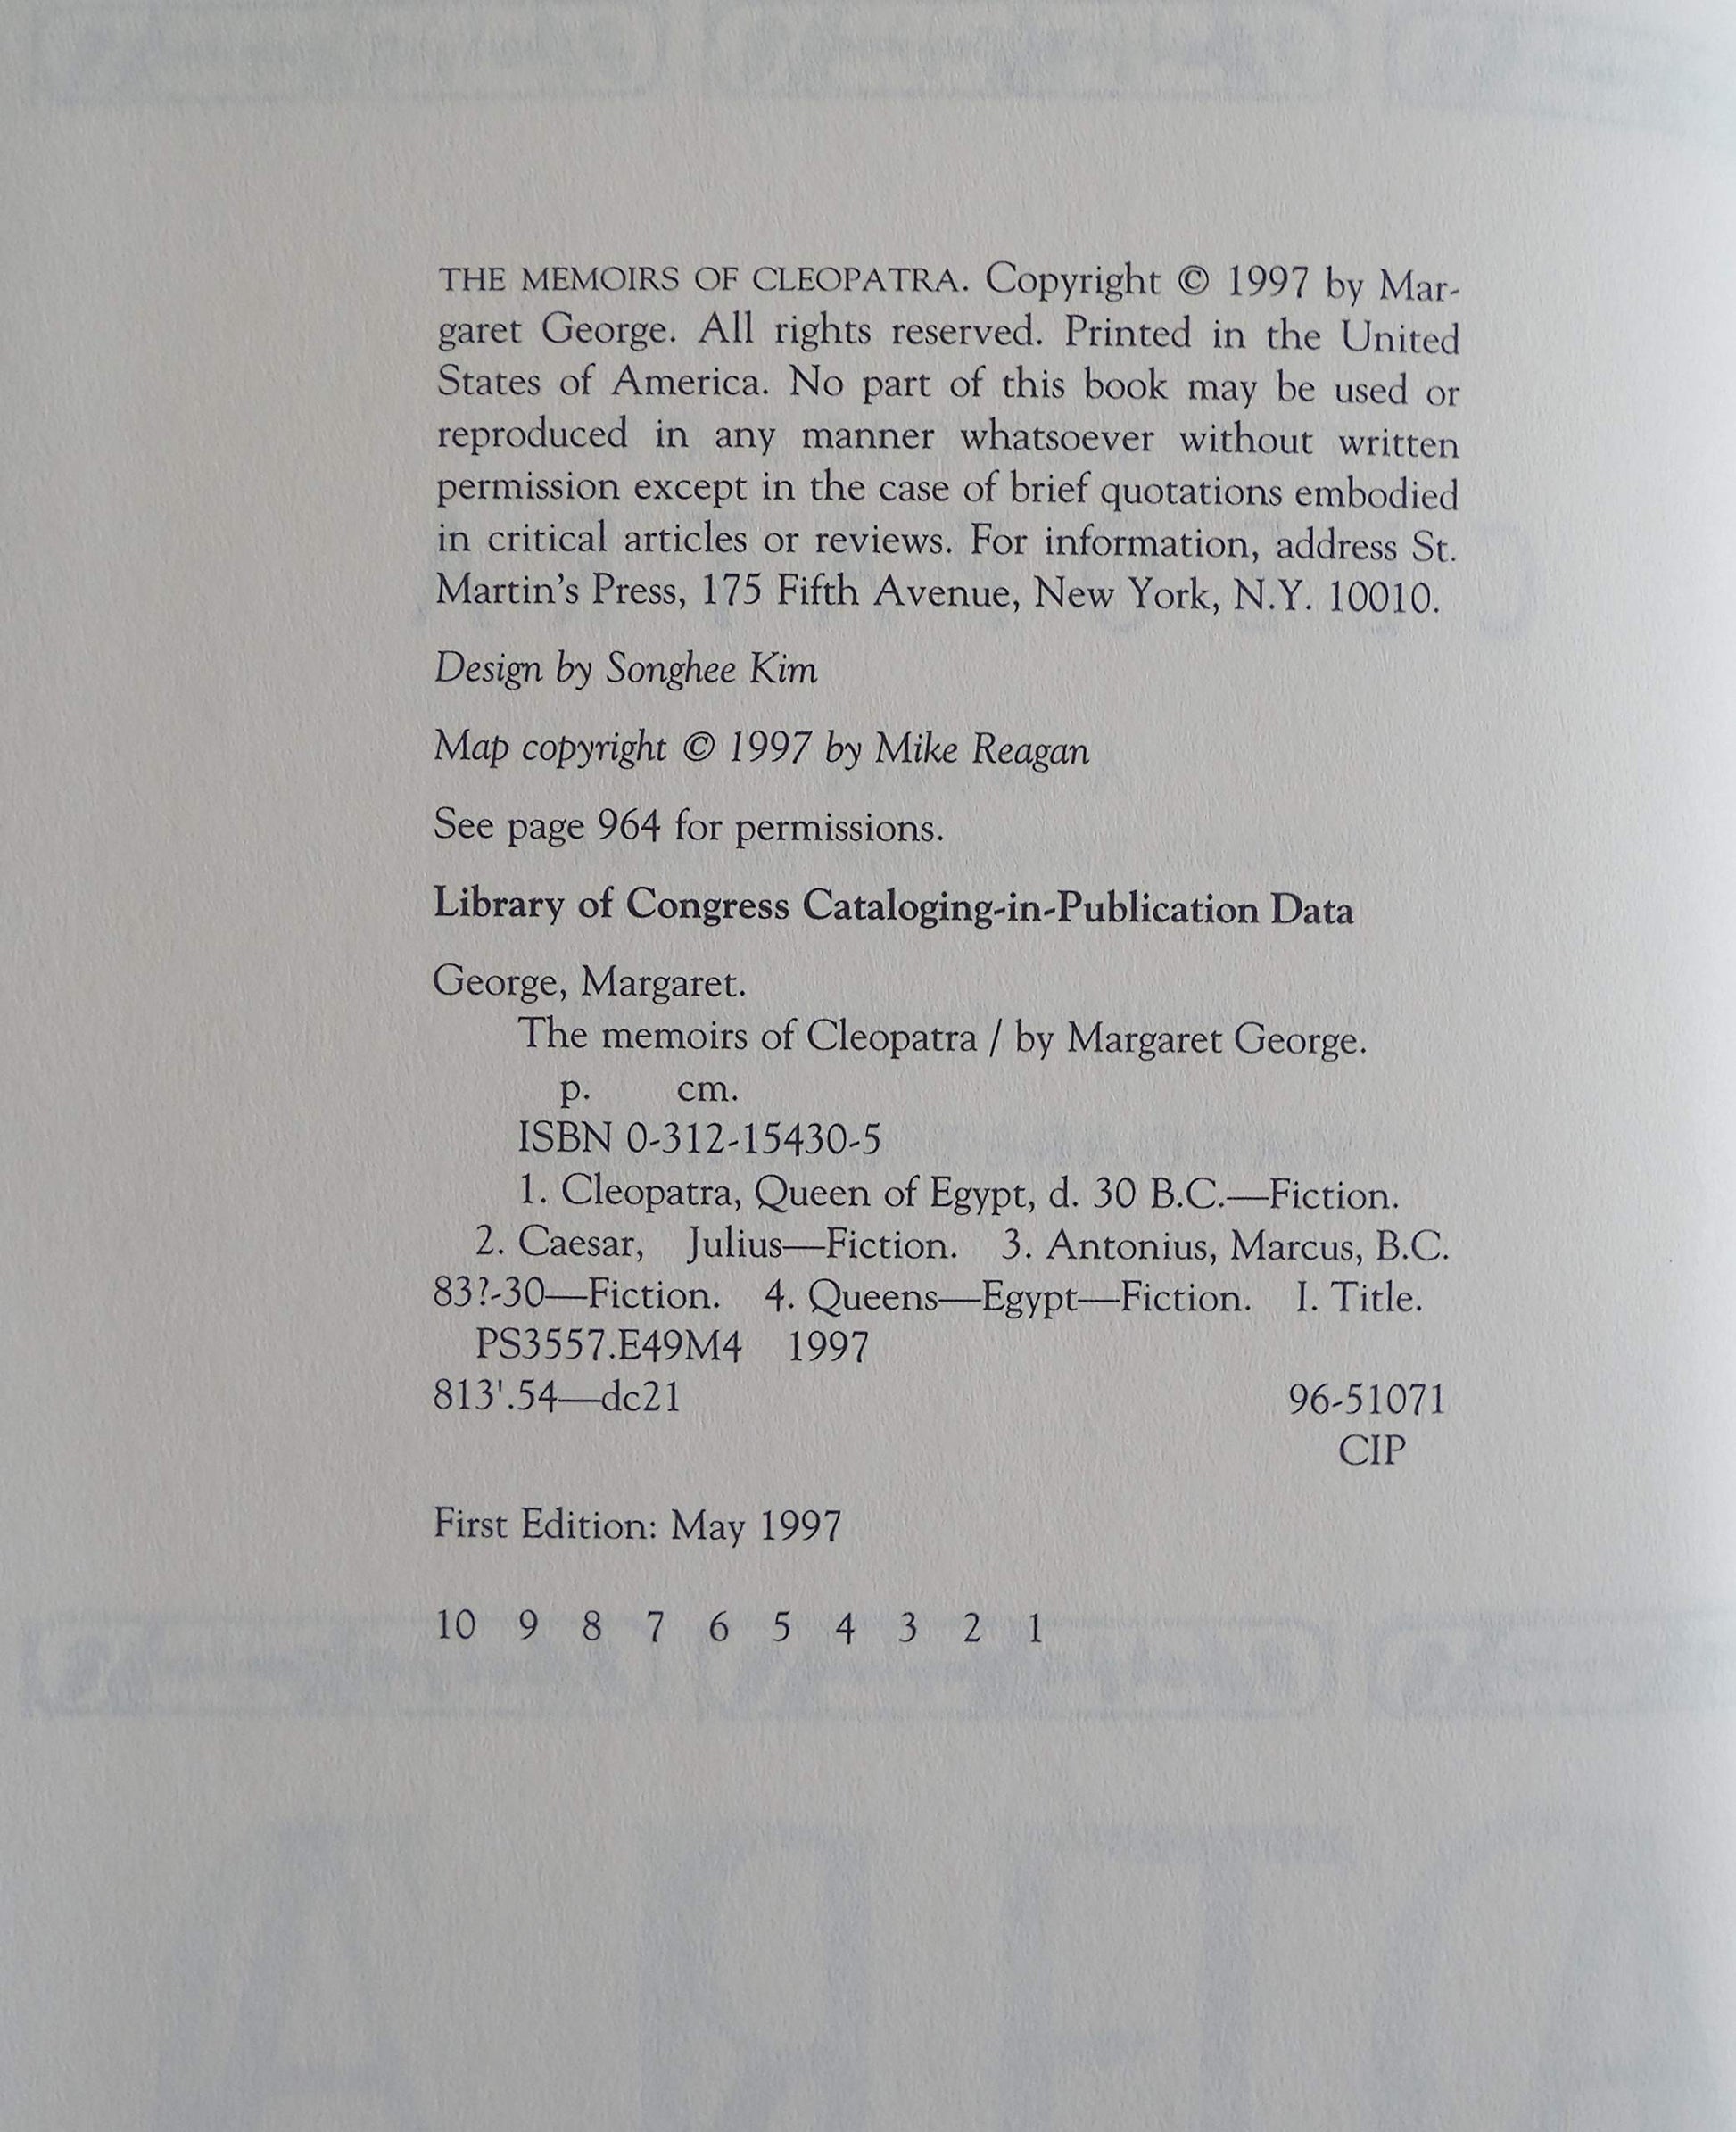 THE MEMOIRS OF CLEOPATRA. Copyright © 1997 by Mar-
garet George. All rights reserved. Printed in the United
States of America. No part of this book may be used or
reproduced in any manner whatsoever without written
permission except in the case of brief quotations embodied
in critical articles or reviews. For information, address St.
Martin's Press, 175 Fifth Avenue, New York, N.Y. 10010.
Design by Songhee Kim
Map copyright © 1997 by Mike Reagan
See page 964 for permissions.
Library of Congress Cataloging-in-Publication Data
George, Margaret.
The memoirs of Cleopatra / by Margaret George.
p. cm.
ISBN 0-312-15430-5
1. Cleopatra, Queen of Egypt, d. 30 B.C.—Fiction.
2. Caesar, Julius—Fiction. 3. Antonius, Marcus, B.C.
83?-30—Fiction. 4. Queens—Egypt—Fiction. I. Title.
PS3557.E49M4 1997
813'.54—dc21 96-51071
CIP
First Edition: May 1997
10 9 8 7 6 5 4 3 2 1